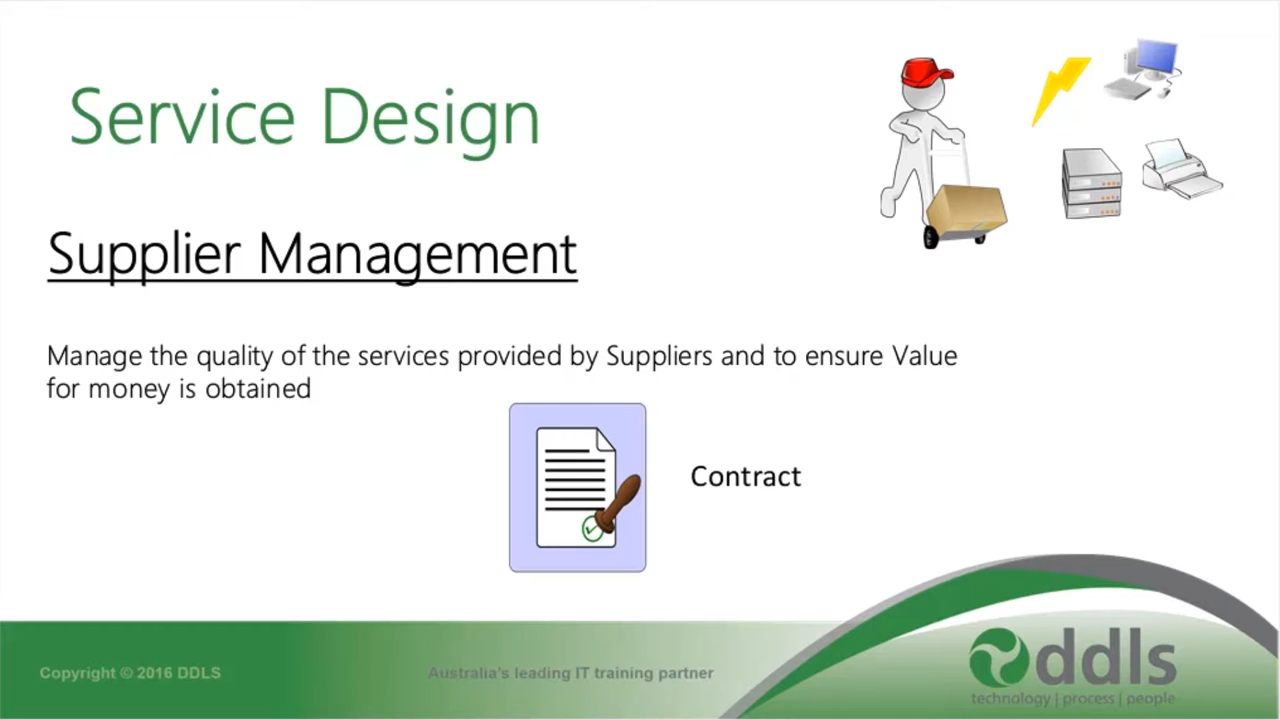 Service Design
Supplier Management
Manage the quality of the services provided by Suppliers and to ensure Value
for money is obtained
Contract
Copyright © 2016 DDLS
Australia's leading IT training partner
ddls
technology | process | people